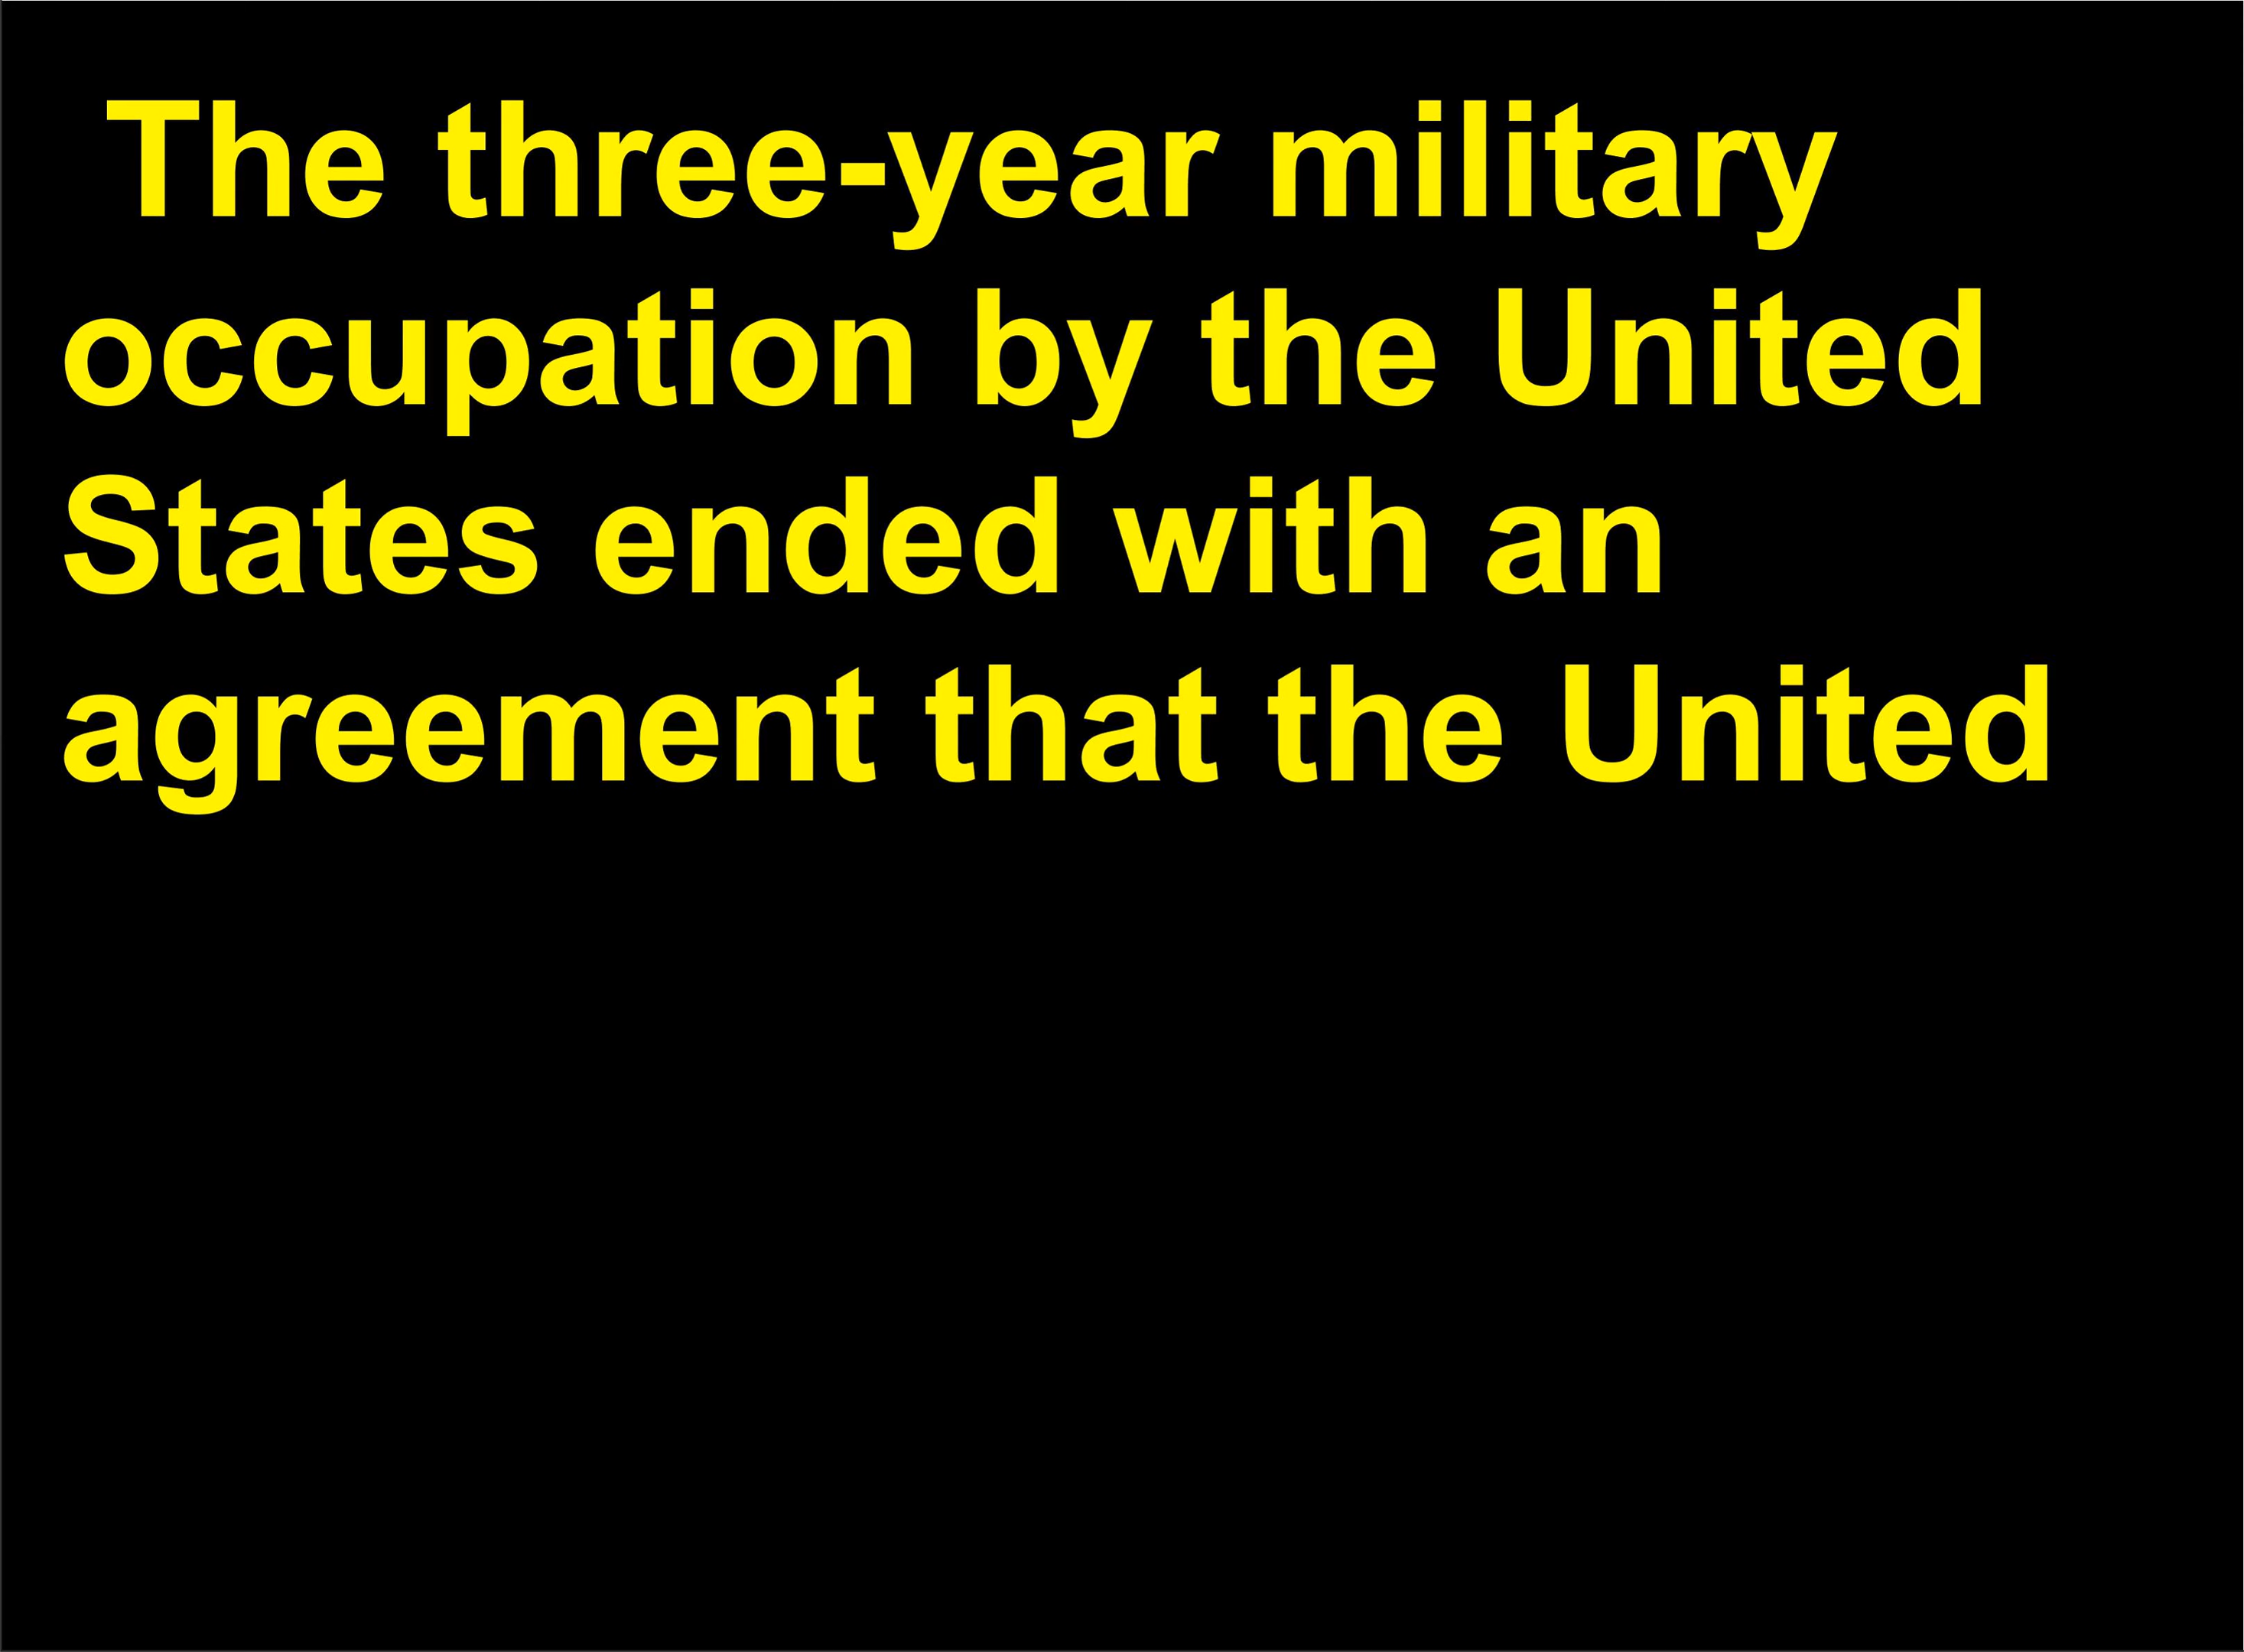 The three-year military
occupation by the United
States ended with an
agreement that the United